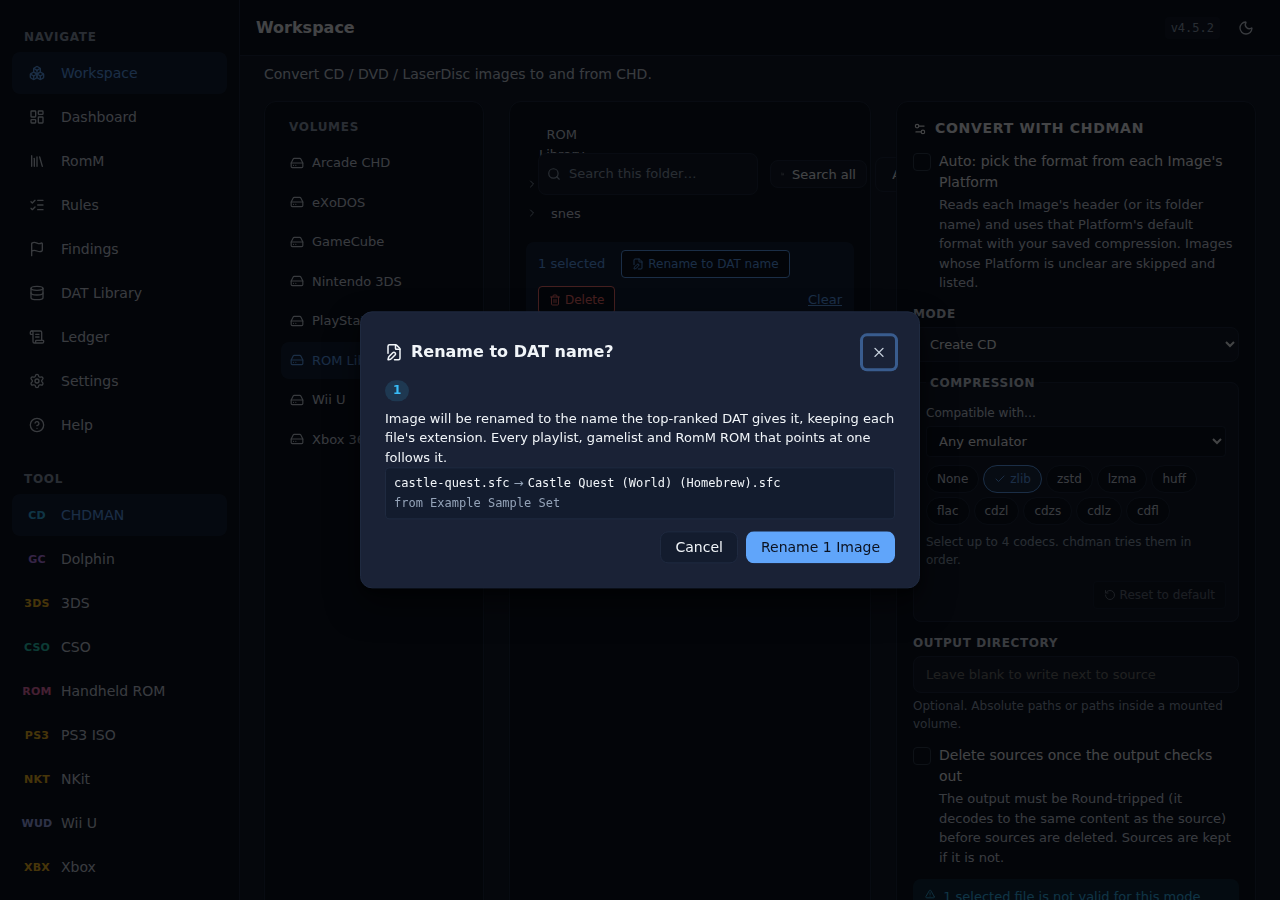 NAVIGATE
Workspace
Dashboard
RomM
Rules
Findings
DAT Library
Ledger
Settings
Help
TOOL
CD CHDMAN
GC Dolphin
3DS 3DS
CSO CSO
ROM Handheld ROM
PS3 PS3 ISO
NKT NKit
WUD Wii U
XBX Xbox
Workspace
v4.5.2
Convert CD / DVD / LaserDisc images to and from CHD.
VOLUMES
Arcade CHD
eXoDOS
GameCube
Nintendo 3DS
Wii U
ROM
Search this folder...
Search all
snes
1 selected
Rename to DAT name
Delete
Clear
Rename to DAT name?
1
Image will be renamed to the name the top-ranked DAT gives it, keeping each
file's extension. Every playlist, gamelist and RomM ROM that points at one
follows it.
castle-quest.sfc → Castle Quest (World) (Homebrew).sfc
from Example Sample Set
Cancel
Rename 1 Image
CONVERT WITH CHDMAN
Auto: pick the format from each Image's
Platform
Reads each Image's header (or its folder
name) and uses that Platform's default
format with your saved compression. Images
whose Platform is unclear are skipped and
listed.
MODE
Create CD
COMPRESSION
Compatible with...
Any emulator
None zlib zstd lzma huff
flac cdzl cdzs cdlz cdfl
Select up to 4 codecs. chdman tries them in
order.
Reset to default
OUTPUT DIRECTORY
Leave blank to write next to source
Optional. Absolute paths or paths inside a mounted
volume.
Delete sources once the output checks
out
The output must be Round-tripped (it
decodes to the same content as the source)
before sources are deleted. Sources are kept
if it is not.
1 selected file is not valid for this mode